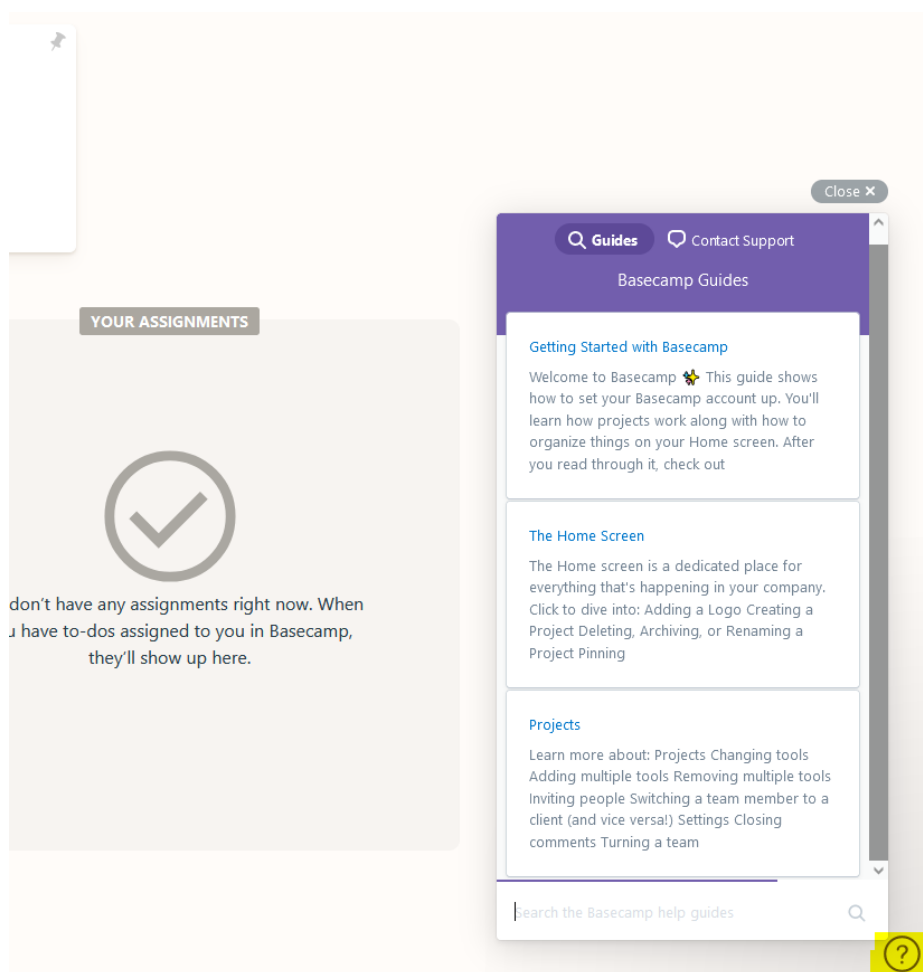 Close ×
Guides
Contact Support
Basecamp Guides
YOUR ASSIGNMENTS
don't have any assignments right now. When
u have to-dos assigned to you in Basecamp,
they'll show up here.
Getting Started with Basecamp
Welcome to Basecamp ✨ This guide shows
how to set your Basecamp account up. You'll
learn how projects work along with how to
organize things on your Home screen. After
you read through it, check out
The Home Screen
The Home screen is a dedicated place for
everything that's happening in your company.
Click to dive into: Adding a Logo Creating a
Project Deleting, Archiving, or Renaming a
Project Pinning
Projects
Learn more about: Projects Changing tools
Adding multiple tools Removing multiple tools
Inviting people Switching a team member to a
client (and vice versa!) Settings Closing
comments Turning a team
Search the Basecamp help guides
?